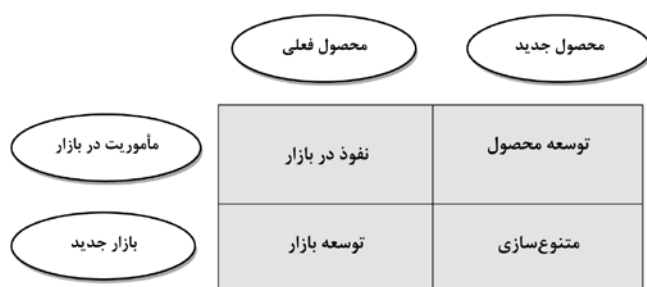 محصول جدید
محصول فعلی
مأموریت در بازار
توسعه محصول
نفوذ در بازار
بازار جدید
متنوع‌سازی
توسعه بازار